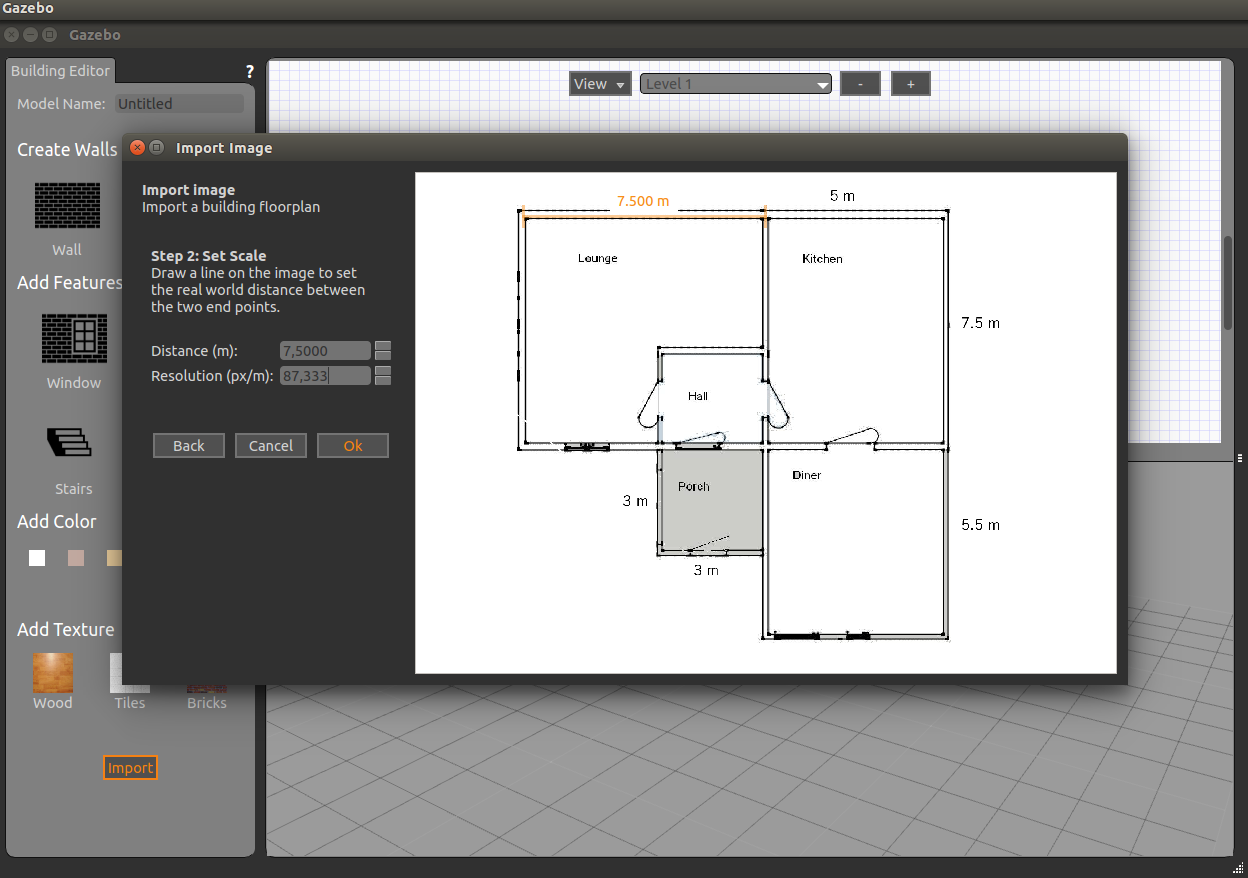 Gazebo
Gazebo
Building Editor
?
Model Name: Untitled
View
Level 1
-
+
Create Walls
Wall
Add Features
Window
Stairs
Add Color
Add Texture
Wood
Tiles
Bricks
Import
Import Image
Import image
Import a building floorplan
Step 2: Set Scale
Draw a line on the image to set
the real world distance between
the two end points.
Distance (m): 7,5000
Resolution (px/m): 87,333
Back
Cancel
Ok
7.500 m
5 m
Lounge
Kitchen
7.5 m
Hall
Porch
Diner
3 m
5.5 m
3 m